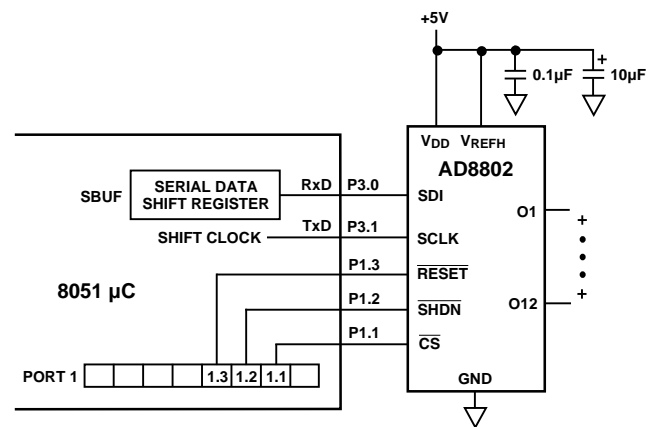 +5V
+
0.1µF
10µF
VDD VREFH
AD8802
SBUF
SERIAL DATA
SHIFT REGISTER
RxD P3.0
SDI
O1
SHIFT CLOCK
TxD P3.1
SCLK
+
P1.3
RESET
8051 µC
P1.2
SHDN
O12
+
P1.1
CS
PORT 1
1.3 1.2 1.1
GND